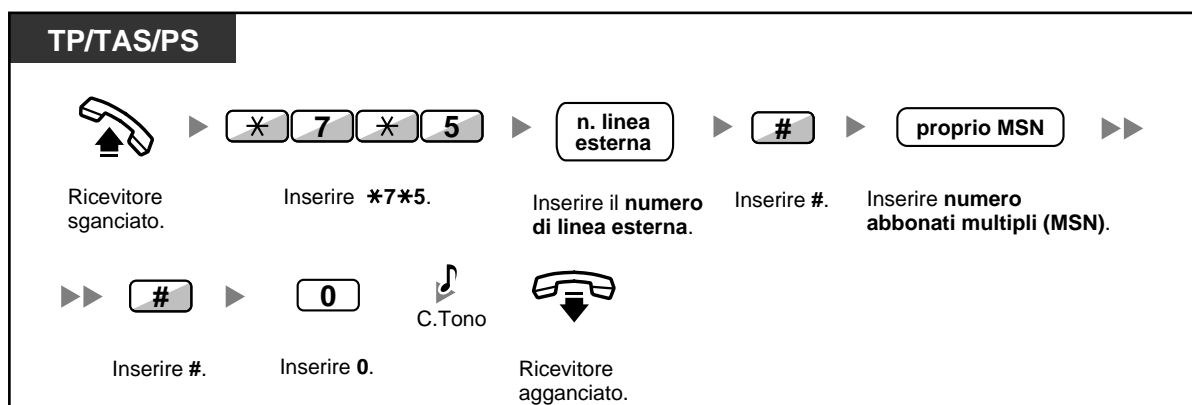 TP/TAS/PS
✳ 7 ✳ 5
n. linea
esterna
#
proprio MSN
Ricevitore
sganciato.
Inserire ✳7✳5.
Inserire il numero
di linea esterna.
Inserire #.
Inserire numero
abbonati multipli (MSN).
#
0
C.Tono
Inserire #.
Inserire 0.
Ricevitore
agganciato.